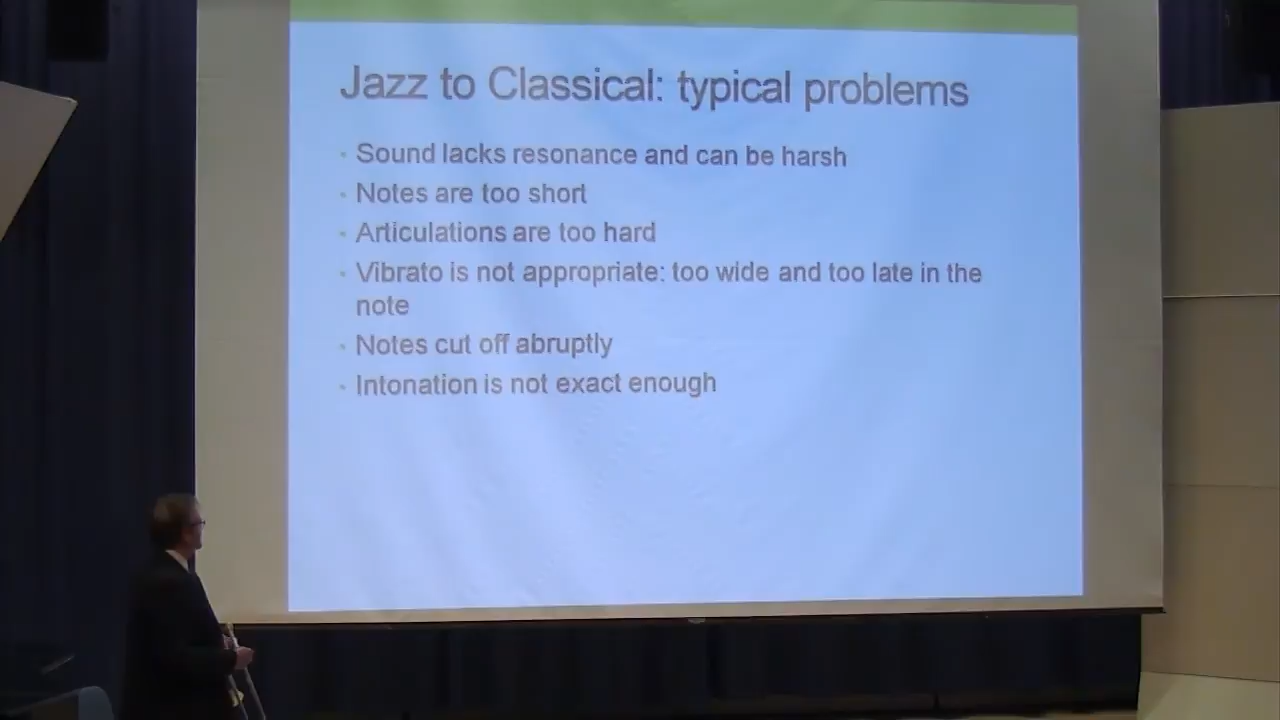 Jazz to Classical: typical problems
· Sound lacks resonance and can be harsh
· Notes are too short
· Articulations are too hard
· Vibrato is not appropriate: too wide and too late in the
note
· Notes cut off abruptly
· Intonation is not exact enough